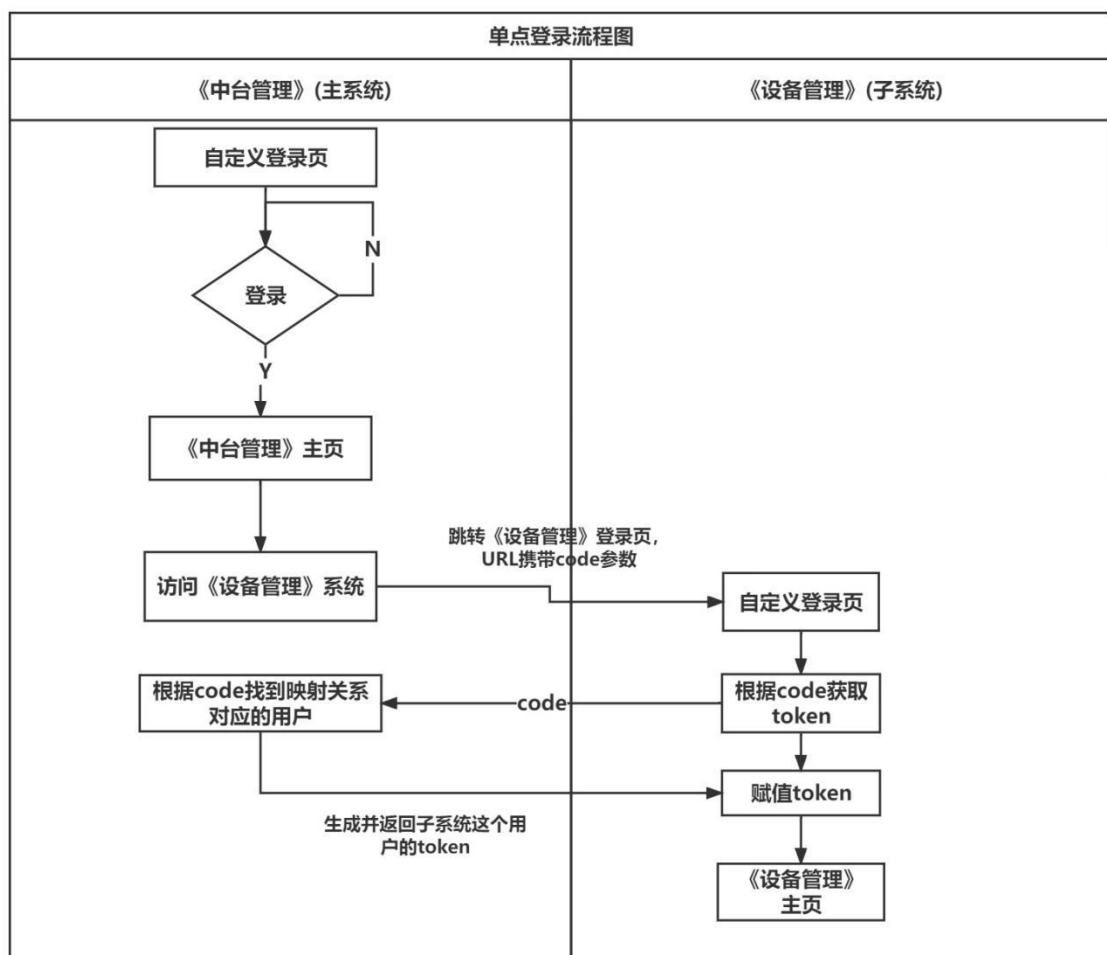 单点登录流程图
《中台管理》(主系统)
《设备管理》(子系统)
自定义登录页
N
登录
Y
《中台管理》主页
跳转《设备管理》登录页，
URL携带code参数
访问《设备管理》系统
自定义登录页
根据code找到映射关系
对应的用户
code
根据code获取
token
赋值token
生成并返回子系统这个用
户的token
《设备管理》
主页